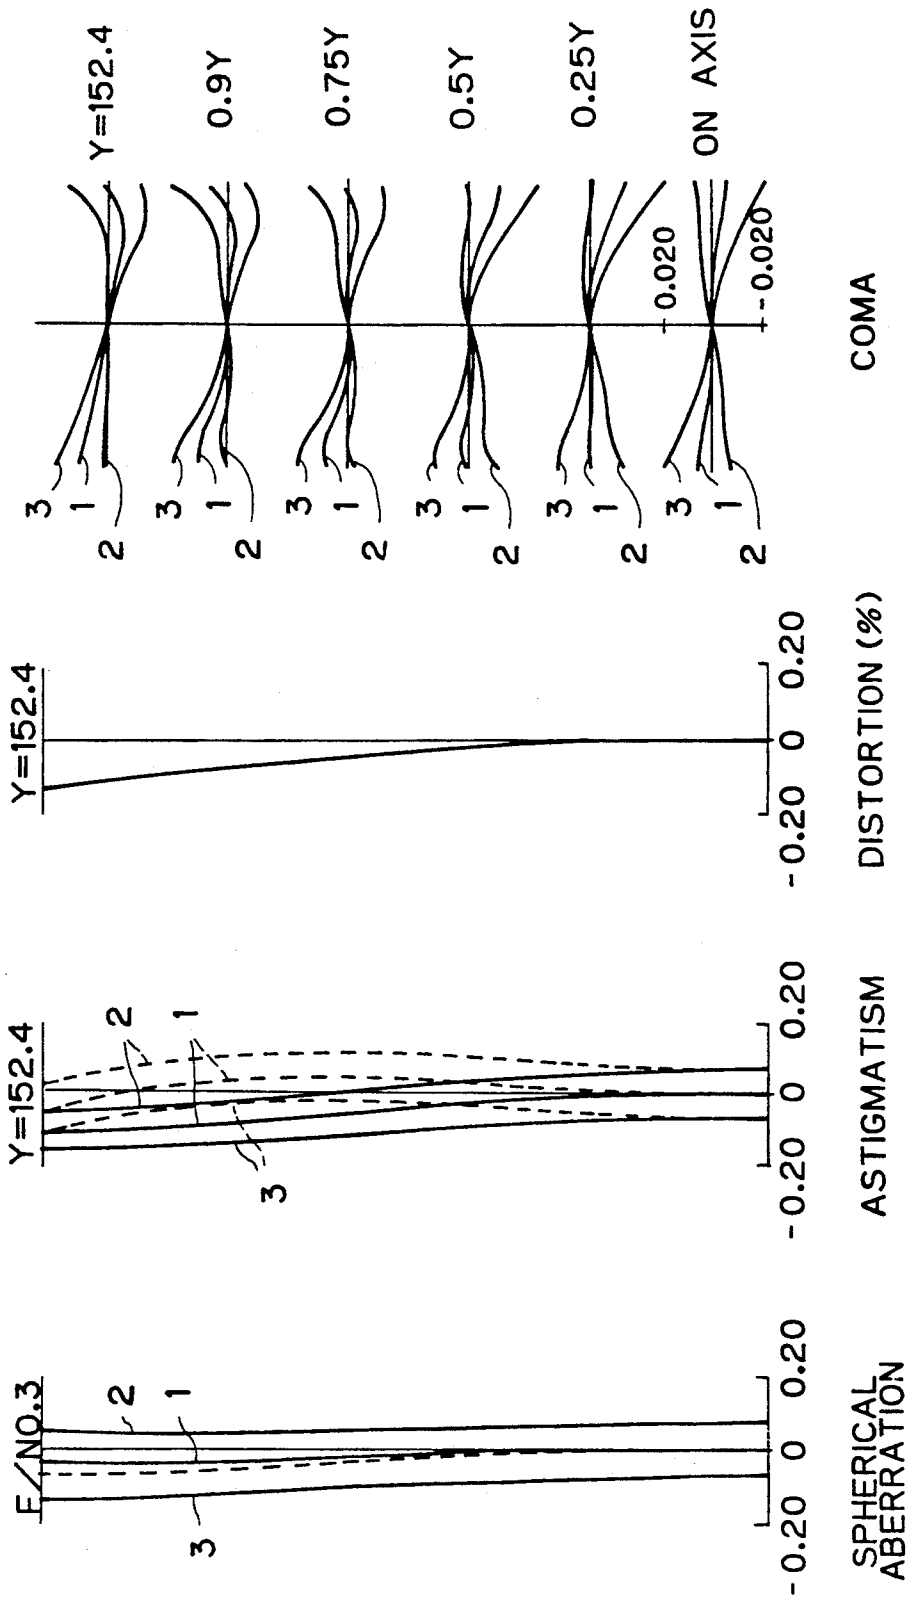 F/NO.3
2
1
3
-0.20 0 0.20
SPHERICAL
ABERRATION
Y=152.4
2
1
3
-0.20 0 0.20
ASTIGMATISM
Y=152.4
-0.20 0 0.20
DISTORTION (%)
3
1
2
Y=152.4
3
1
2
0.9Y
3
1
2
0.75Y
3
1
2
0.5Y
3
1
2
0.25Y
0.020
3
1
2
ON AXIS
-0.020
COMA